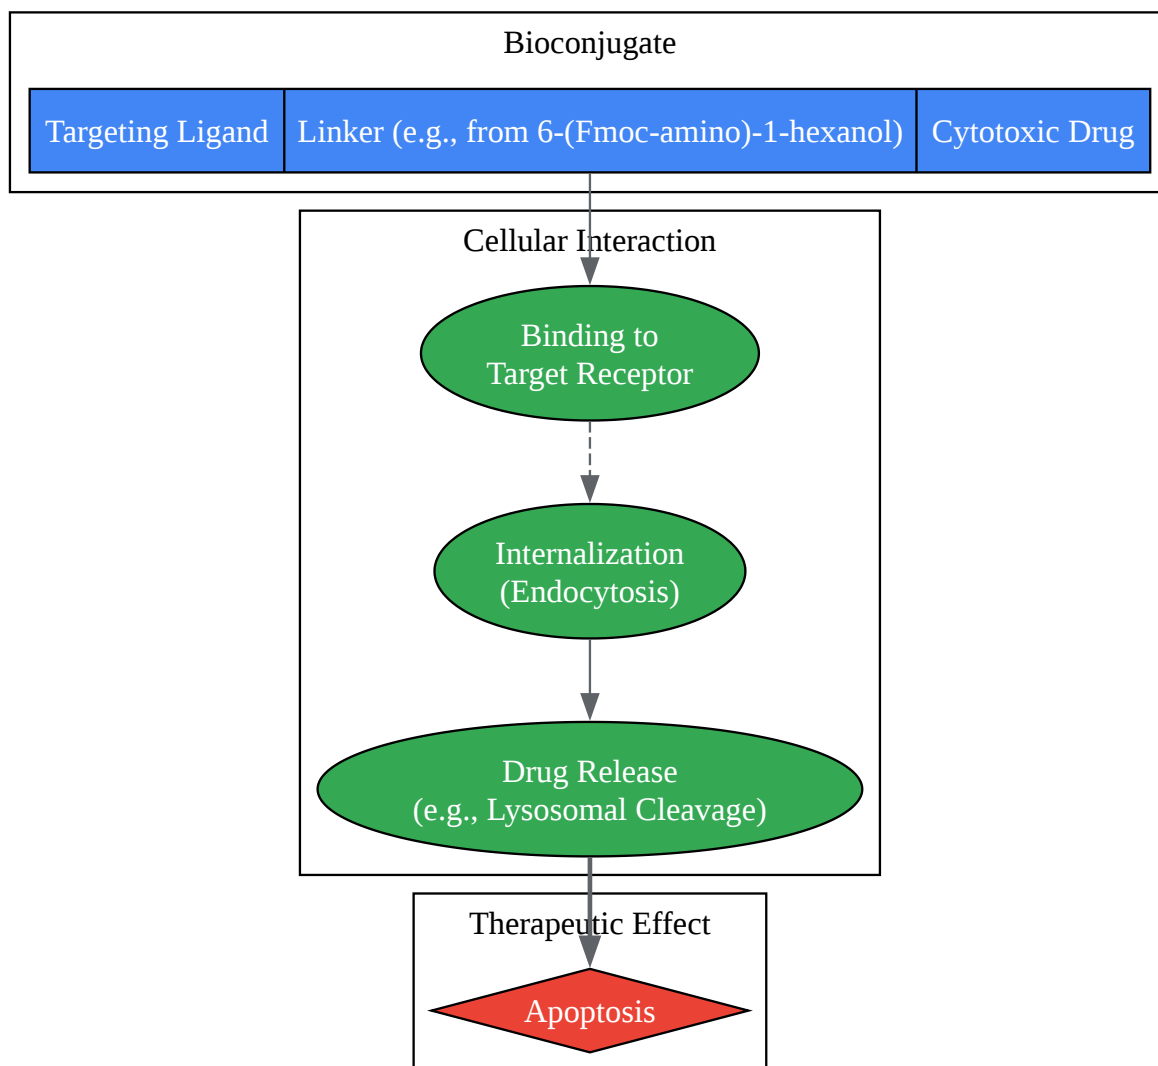 Bioconjugate
Targeting Ligand
Linker (e.g., from 6-(Fmoc-amino)-1-hexanol)
Cytotoxic Drug
Cellular Interaction
Binding to
Target Receptor
Internalization
(Endocytosis)
Drug Release
(e.g., Lysosomal Cleavage)
Therapeutic Effect
Apoptosis